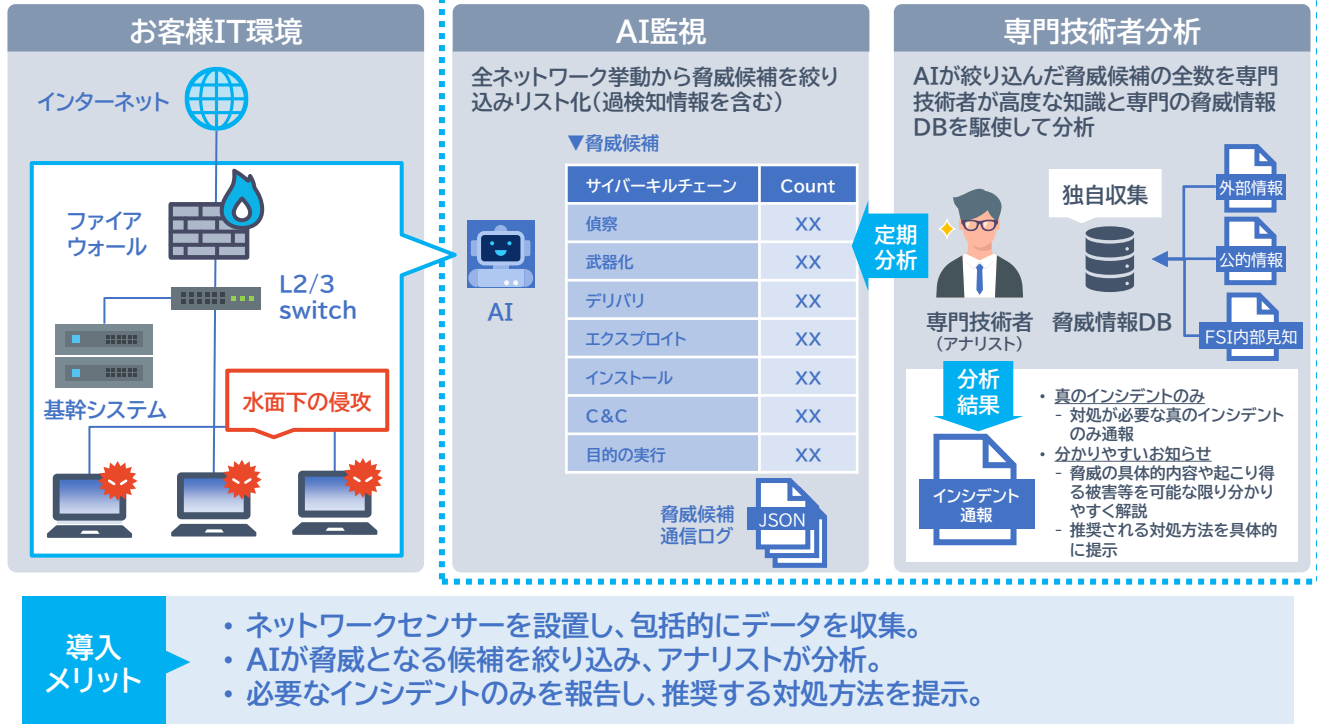 お客様IT環境
インターネット
ファイア
ウォール
L2/3
switch
基幹システム
水面下の侵攻
AI監視
全ネットワーク挙動から脅威候補を絞り
込みリスト化（過検知情報を含む）
▼脅威候補
サイバーキルチェーン Count
偵察 XX
武器化 XX
デリバリ XX
エクスプロイト XX
インストール XX
C&C XX
目的の実行 XX
AI
脅威候補
通信ログ
JSON
専門技術者分析
AIが絞り込んだ脅威候補の全数を専門
技術者が高度な知識と専門の脅威情報
DBを駆使して分析
定期
分析
独自収集
外部情報
公的情報
FSI内部見知
専門技術者
（アナリスト）
脅威情報DB
分析
結果
インシデント
通報
・ 真のインシデントのみ
- 対処が必要な真のインシデント
のみ通報
・ 分かりやすいお知らせ
- 脅威の具体的内容や起こり得
る被害等を可能な限り分かり
やすく解説
- 推奨される対処方法を具体的
に提示
導入
メリット
・ ネットワークセンサーを設置し、包括的にデータを収集。
・ AIが脅威となる候補を絞り込み、アナリストが分析。
・ 必要なインシデントのみを報告し、推奨する対処方法を提示。